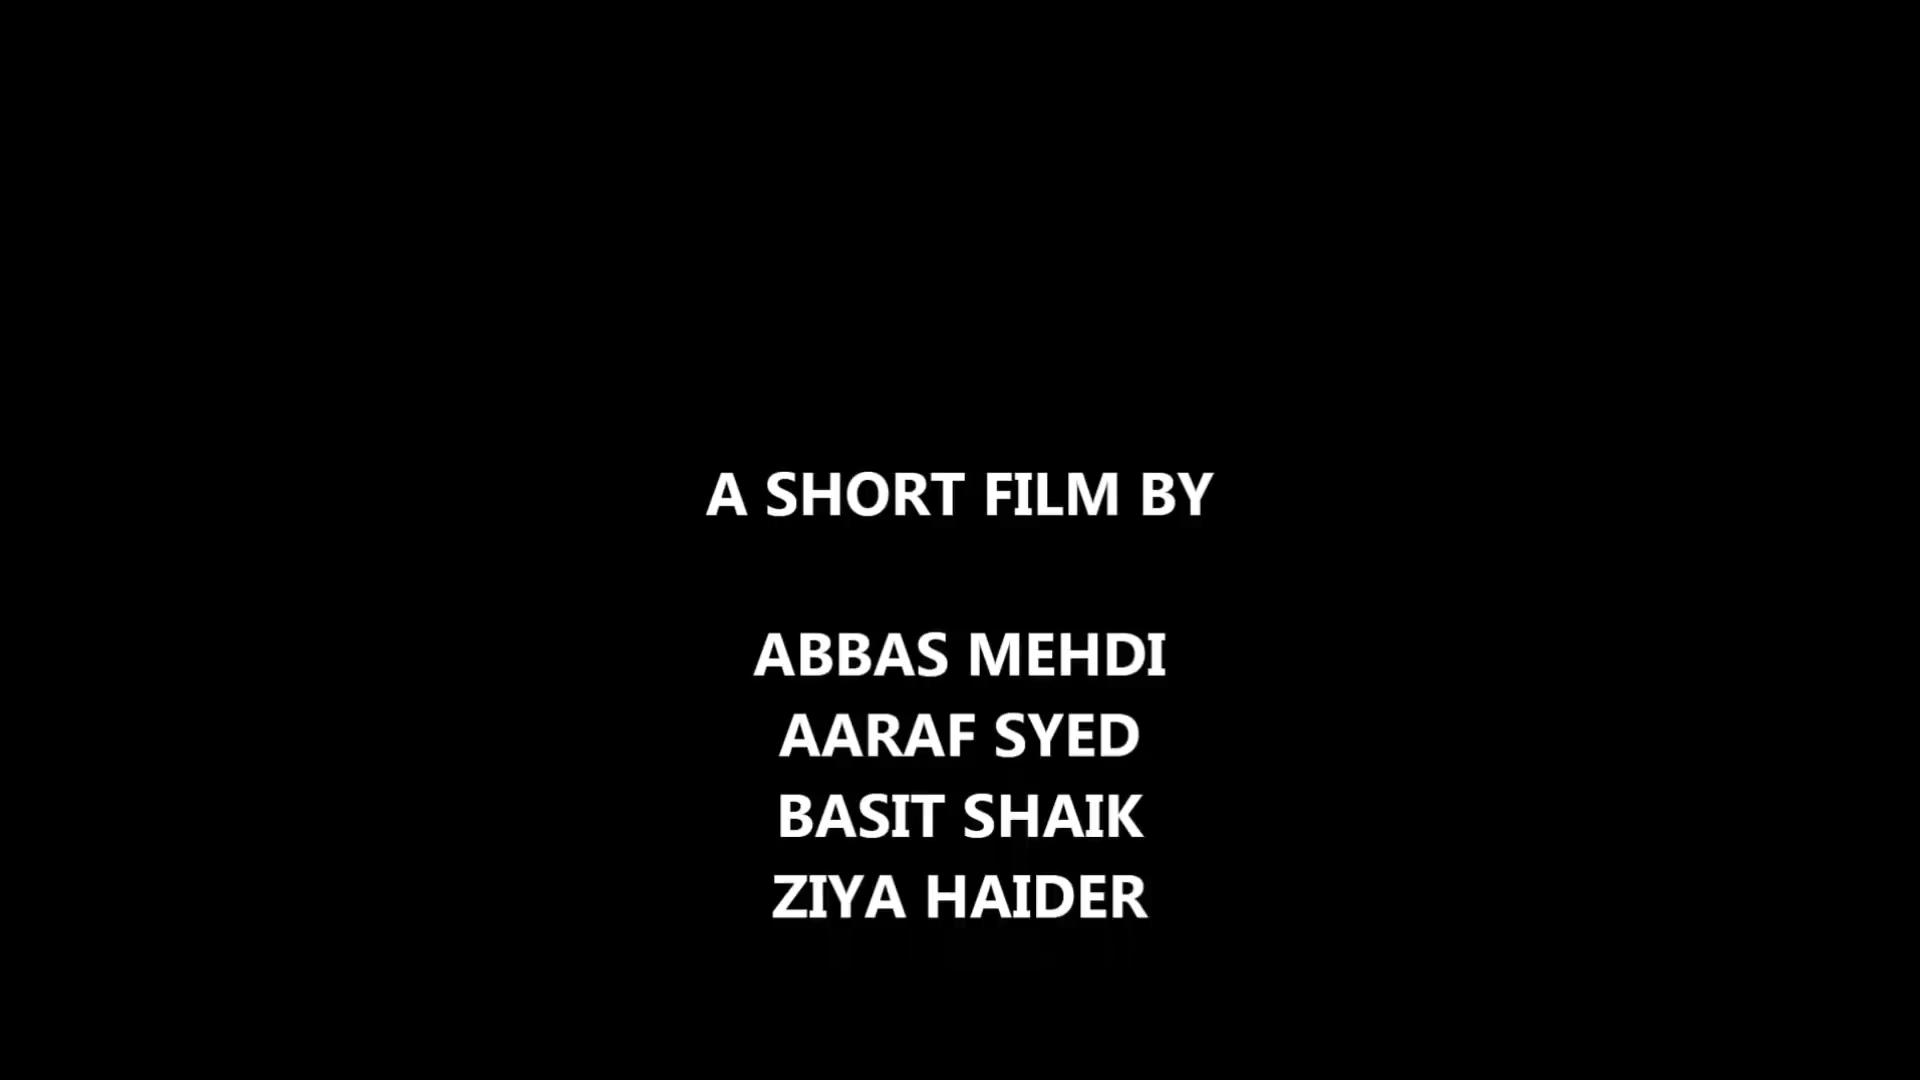 A SHORT FILM BY
ABBAS MEHDI
AARAF SYED
BASIT SHAIK
ZIYA HAIDER